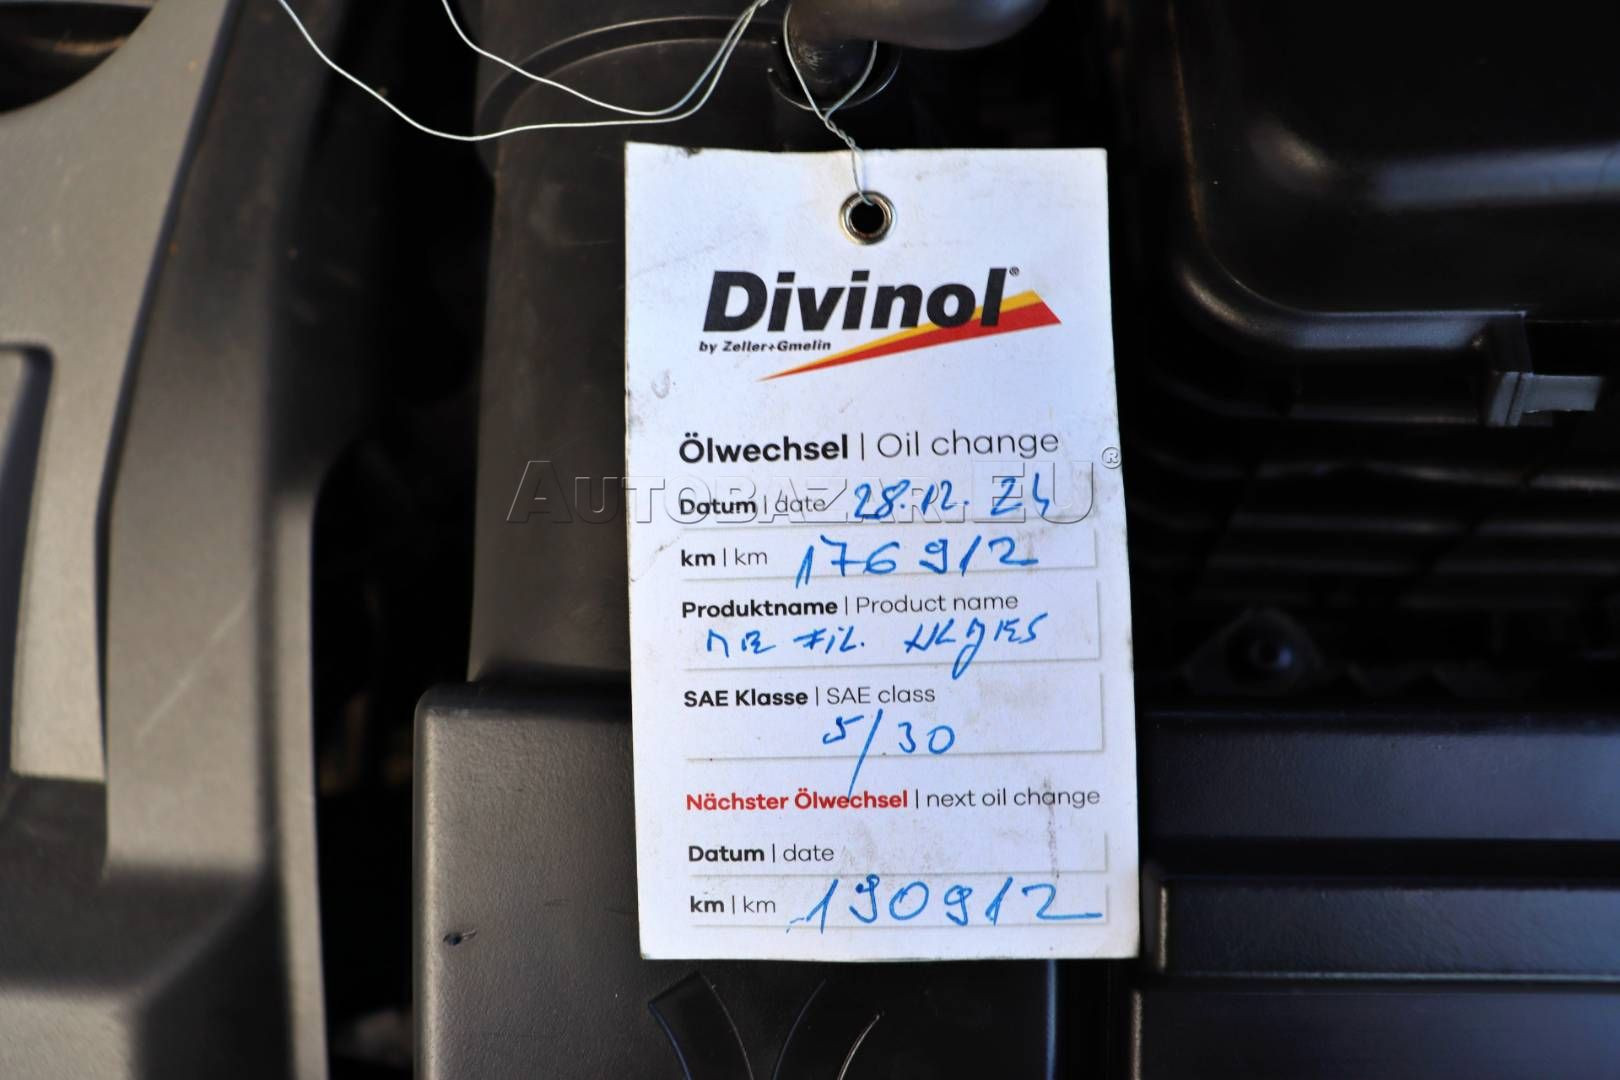 Divinol®
by Zeller+Gmelin
Ölwechsel | Oil change
AUTOBAZAR.EU®
Datum | date 28.12.24
km | km 176912
Produktname | Product name
FiL.
SAE Klasse | SAE class
5/30
Nächster Ölwechsel | next oil change
Datum | date
km | km 190912